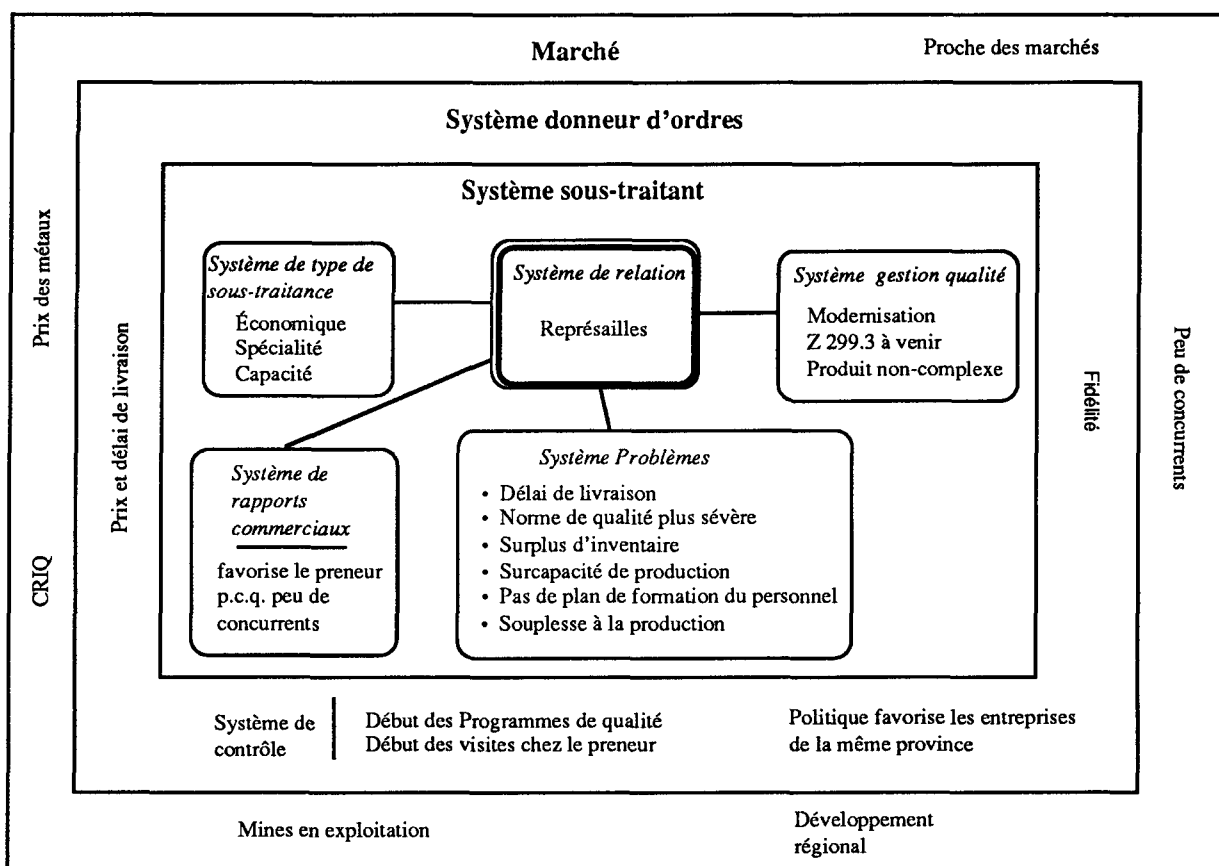 Marché
Proche des marchés
Système donneur d'ordres
Système sous-traitant
Prix des métaux
CRIQ
Prix et délai de livraison
Système de type de
sous-traitance
Économique
Spécialité
Capacité
Système de relation
Représailles
Système gestion qualité
Modernisation
Z 299.3 à venir
Produit non-complexe
Système de
rapports
commerciaux
favorise le preneur
p.c.q. peu de
concurrents
Système Problèmes
• Délai de livraison
• Norme de qualité plus sévère
• Surplus d'inventaire
• Surcapacité de production
• Pas de plan de formation du personnel
• Souplesse à la production
Fidélité
Peu de concurrents
Système de
contrôle
Début des Programmes de qualité
Début des visites chez le preneur
Politique favorise les entreprises
de la même province
Mines en exploitation
Développement
régional